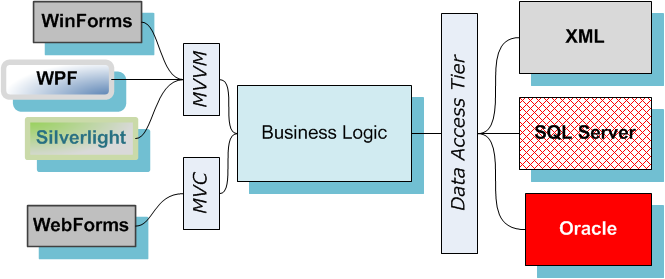 WinForms
WPF
Silverlight
WebForms
MVVM
MVC
Business Logic
Data Access Tier
XML
SQL Server
Oracle